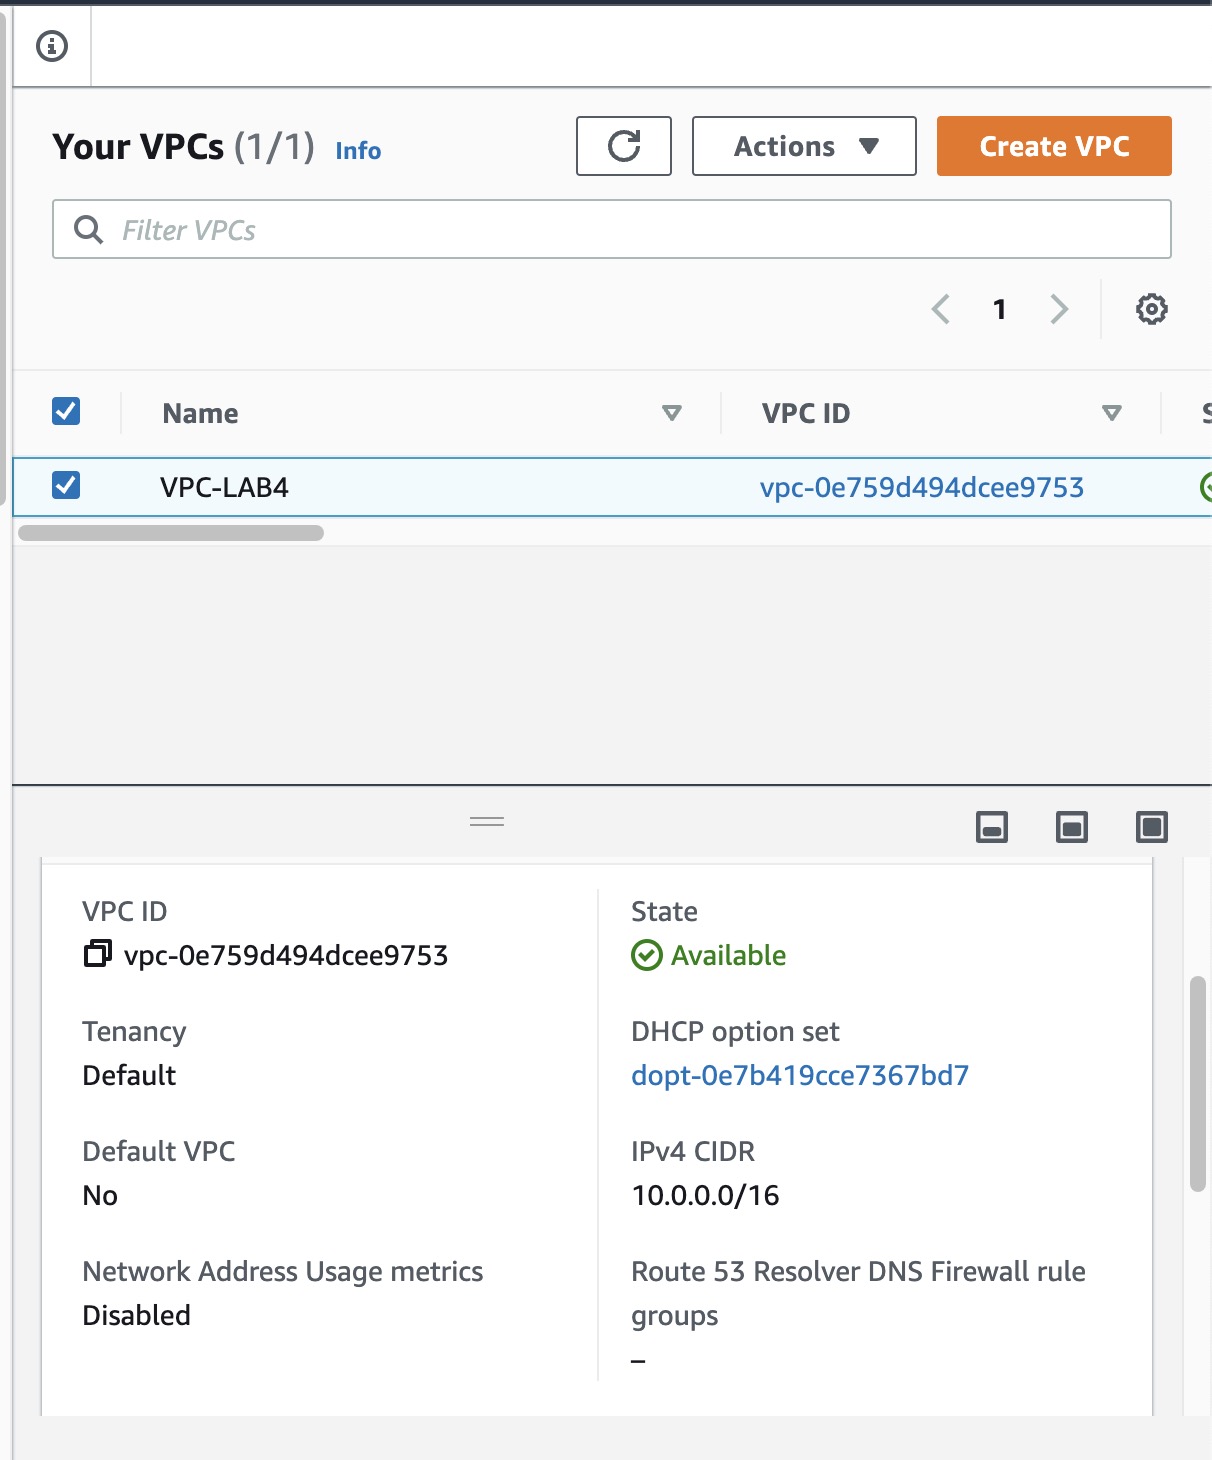 Your VPCs (1/1) Info
Actions
Create VPC
Filter VPCs
1
Name
VPC ID
VPC-LAB4
vpc-0e759d494dcee9753
VPC ID
vpc-0e759d494dcee9753
State
Available
Tenancy
Default
DHCP option set
dopt-0e7b419cce7367bd7
Default VPC
No
IPv4 CIDR
10.0.0.0/16
Network Address Usage metrics
Disabled
Route 53 Resolver DNS Firewall rule
groups
–